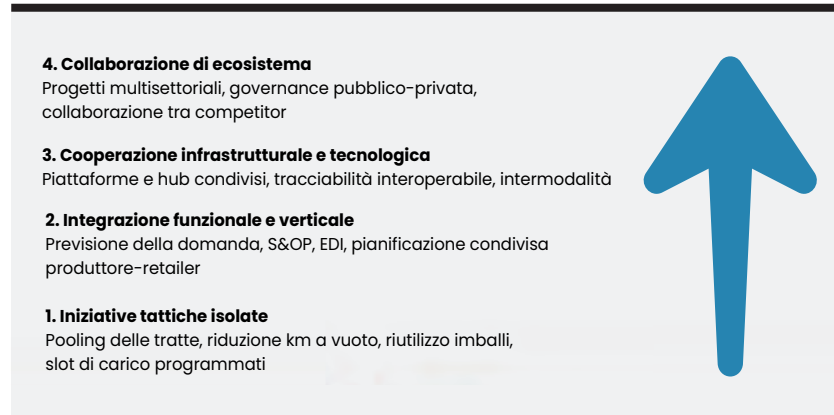 4. Collaborazione di ecosistema
Progetti multisettoriali, governance pubblico-privata,
collaborazione tra competitor
3. Cooperazione infrastrutturale e tecnologica
Piattaforme e hub condivisi, tracciabilità interoperabile, intermodalità
2. Integrazione funzionale e verticale
Previsione della domanda, S&OP, EDI, pianificazione condivisa
produttore-retailer
1. Iniziative tattiche isolate
Pooling delle tratte, riduzione km a vuoto, riutilizzo imballi,
slot di carico programmati